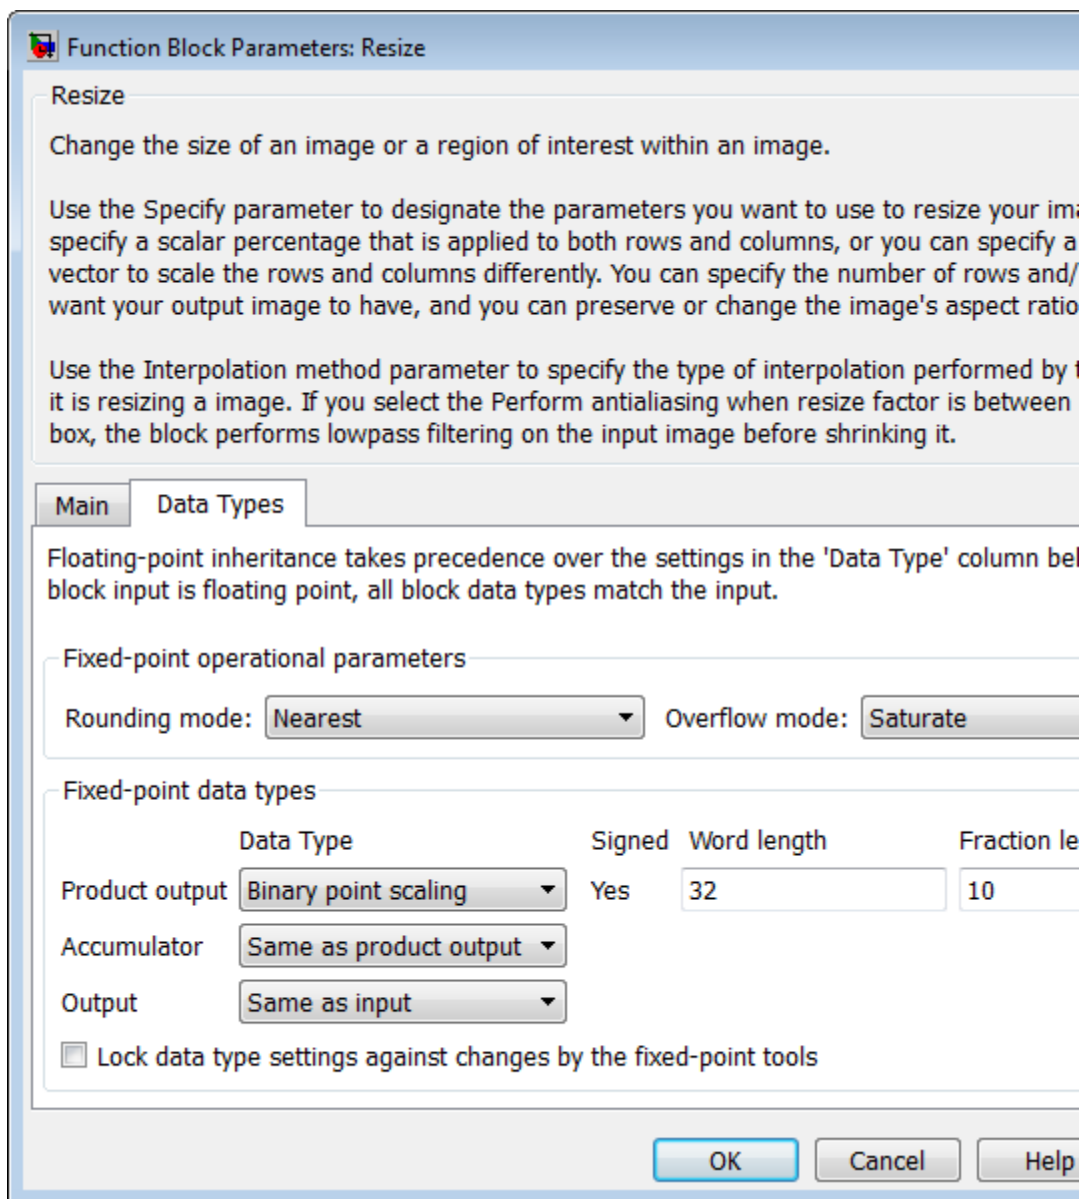 Function Block Parameters: Resize
Resize
Change the size of an image or a region of interest within an image.
Use the Specify parameter to designate the parameters you want to use to resize your
specify a scalar percentage that is applied to both rows and columns, or you can specify a
vector to scale the rows and columns differently. You can specify the number of rows and/
want your output image to have, and you can preserve or change the image's aspect ratio
Use the Interpolation method parameter to specify the type of interpolation performed by
it is resizing a image. If you select the Perform antialiasing when resize factor is between
box, the block performs lowpass filtering on the input image before shrinking it.
Main Data Types
Floating-point inheritance takes precedence over the settings in the 'Data Type' column
block input is floating point, all block data types match the input.
Fixed-point operational parameters
Rounding mode: Nearest Overflow mode: Saturate
Fixed-point data types
Data Type Signed Word length Fraction
Product output Binary point scaling Yes 32 10
Accumulator Same as product output
Output Same as input
Lock data type settings against changes by the fixed-point tools
OK Cancel Help